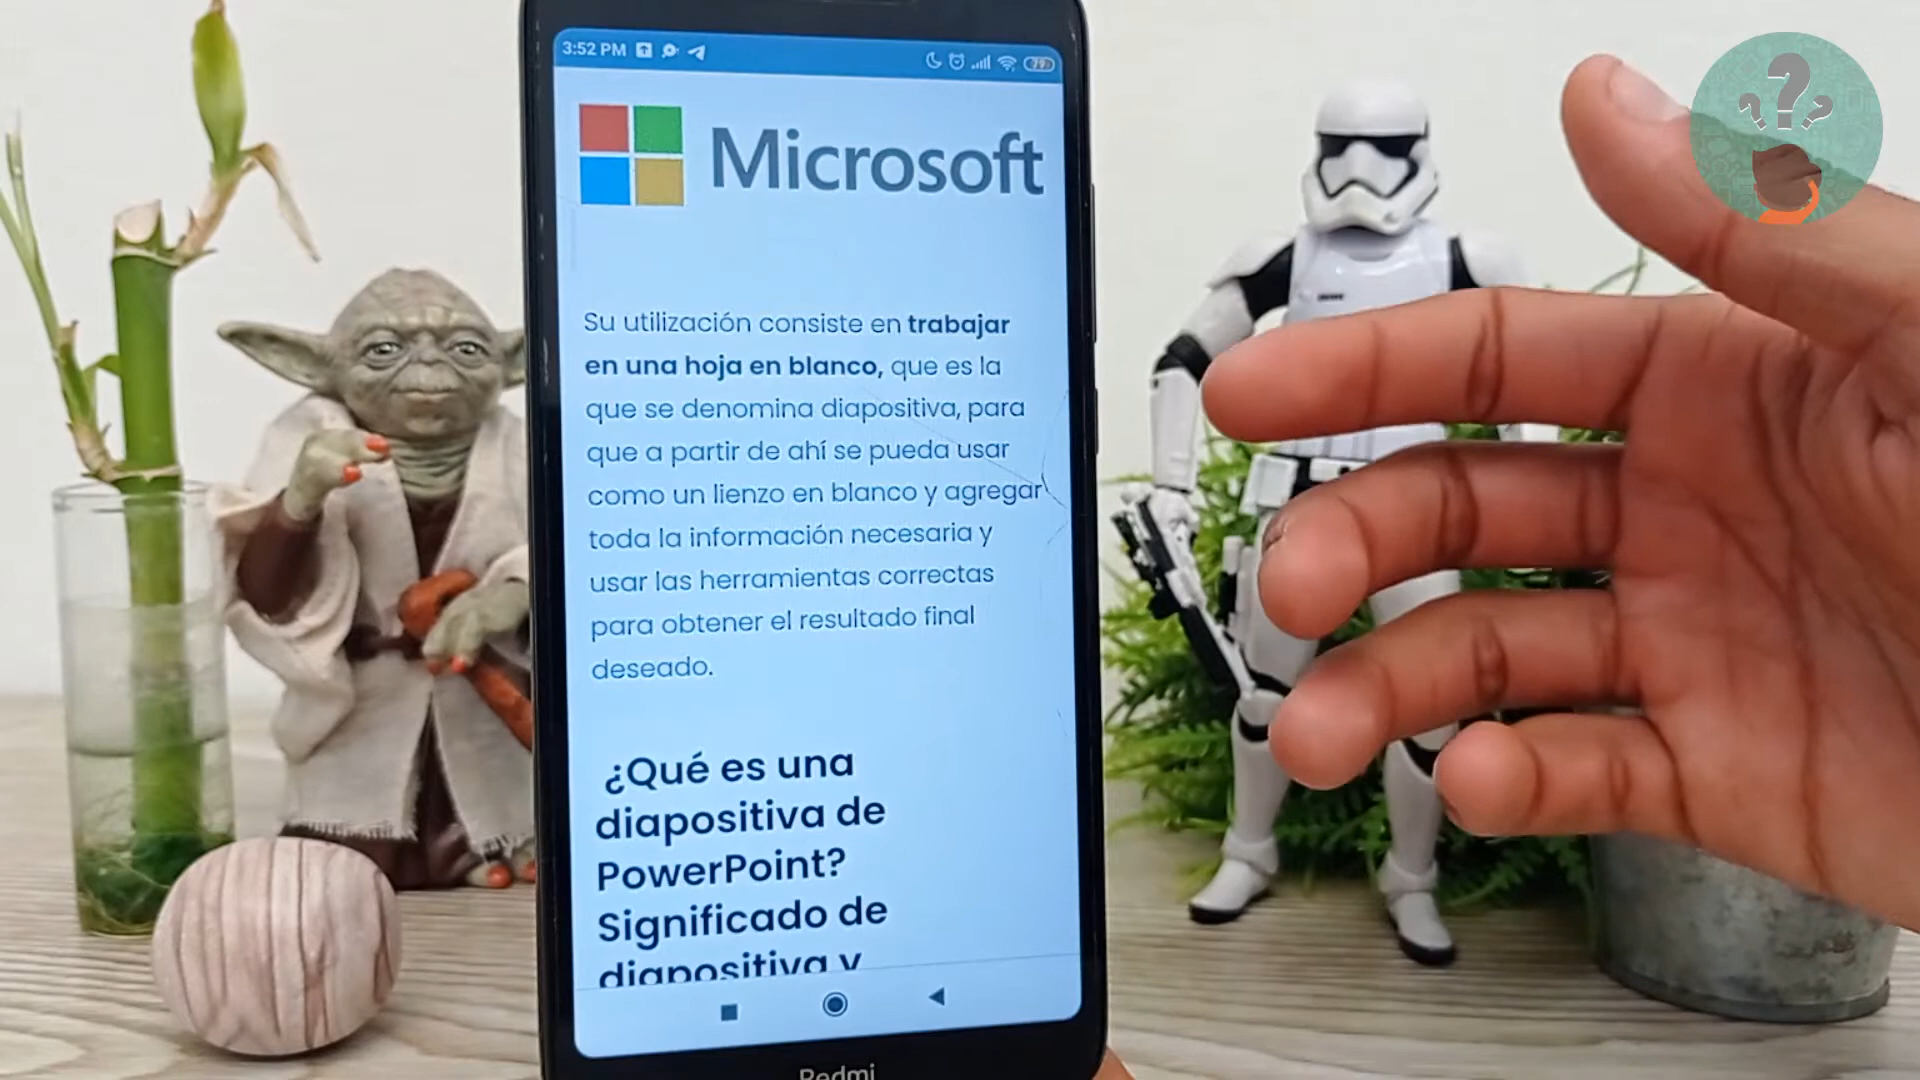 3:52 PM
79
Microsoft
Su utilización consiste en trabajar
en una hoja en blanco, que es la
que se denomina diapositiva, para
que a partir de ahí se pueda usar
como un lienzo en blanco y agregar
toda la información necesaria y
usar las herramientas correctas
para obtener el resultado final
deseado.
¿Qué es una
diapositiva de
PowerPoint?
Significado de
diapositiva y
Redmi